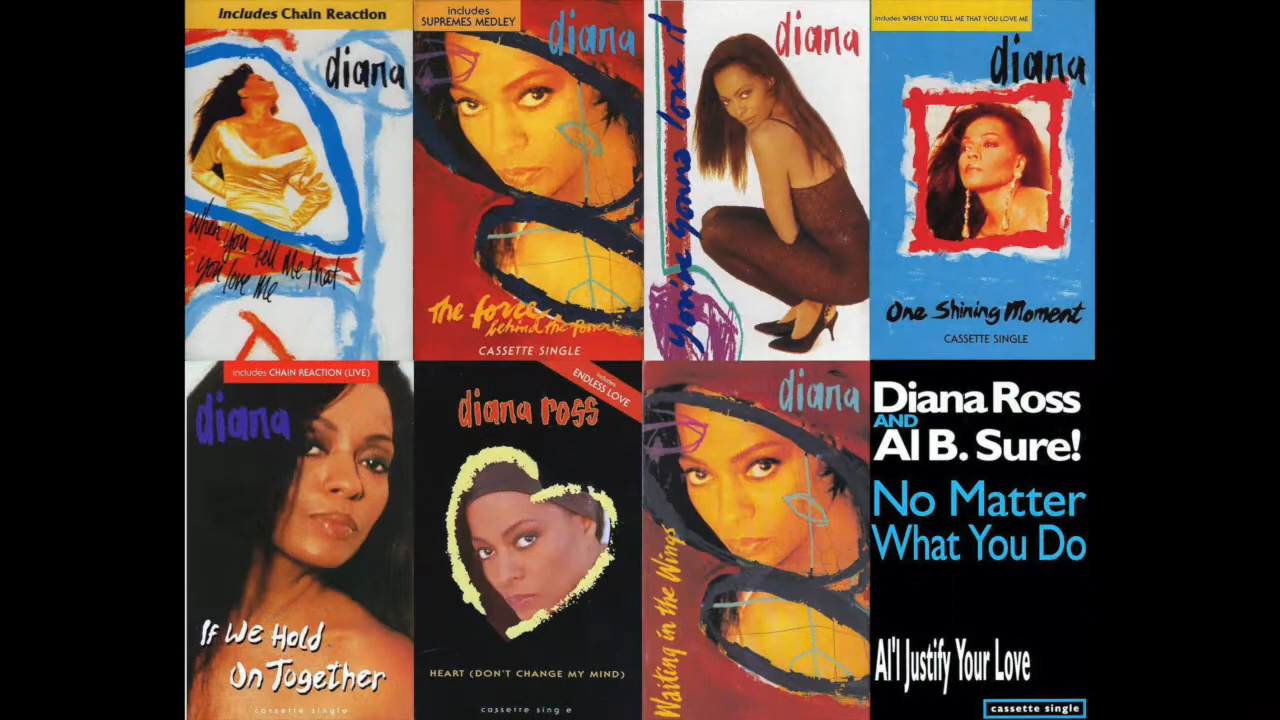 includes Chain Reaction
diana
When You tell Me that
you love Me
includes
SUPREMES MEDLEY
diana
the force
behind the Power
CASSETTE SINGLE
diana
You're gonna love it
includes WHEN YOU TELL ME THAT YOU LOVE ME
diana
One Shining Moment
CASSETTE SINGLE
includes CHAIN REACTION (LIVE)
diana
If We Hold
On Together
cassette single
includes
ENDLESS LOVE
diana ross
HEART (DON'T CHANGE MY MIND)
cassette sing e
diana
Waiting in the Wings
Diana Ross
AND
Al B. Sure!
No Matter
What You Do
Al'l Justify Your Love
cassette single